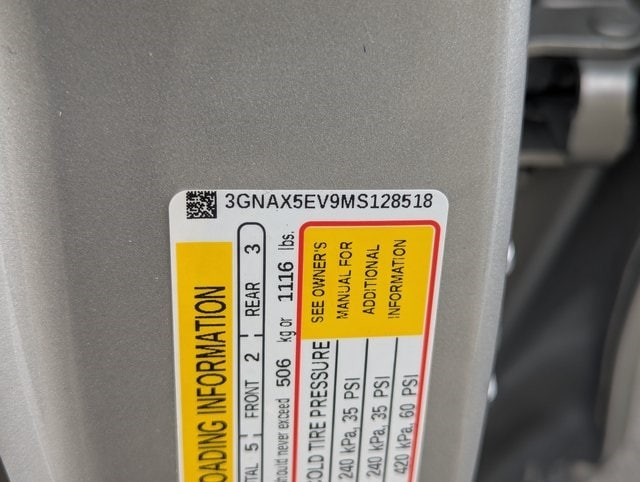 3GNAX5EV9MS128518
LOADING INFORMATION
TAL 5 FRONT 2 REAR 3
should never exceed 506 kg or 1116 lbs.
COLD TIRE PRESSURE
240 kPa, 35 PSI
240 kPa, 35 PSI
420 kPa, 60 PSI
SEE OWNER'S
MANUAL FOR
ADDITIONAL
INFORMATION